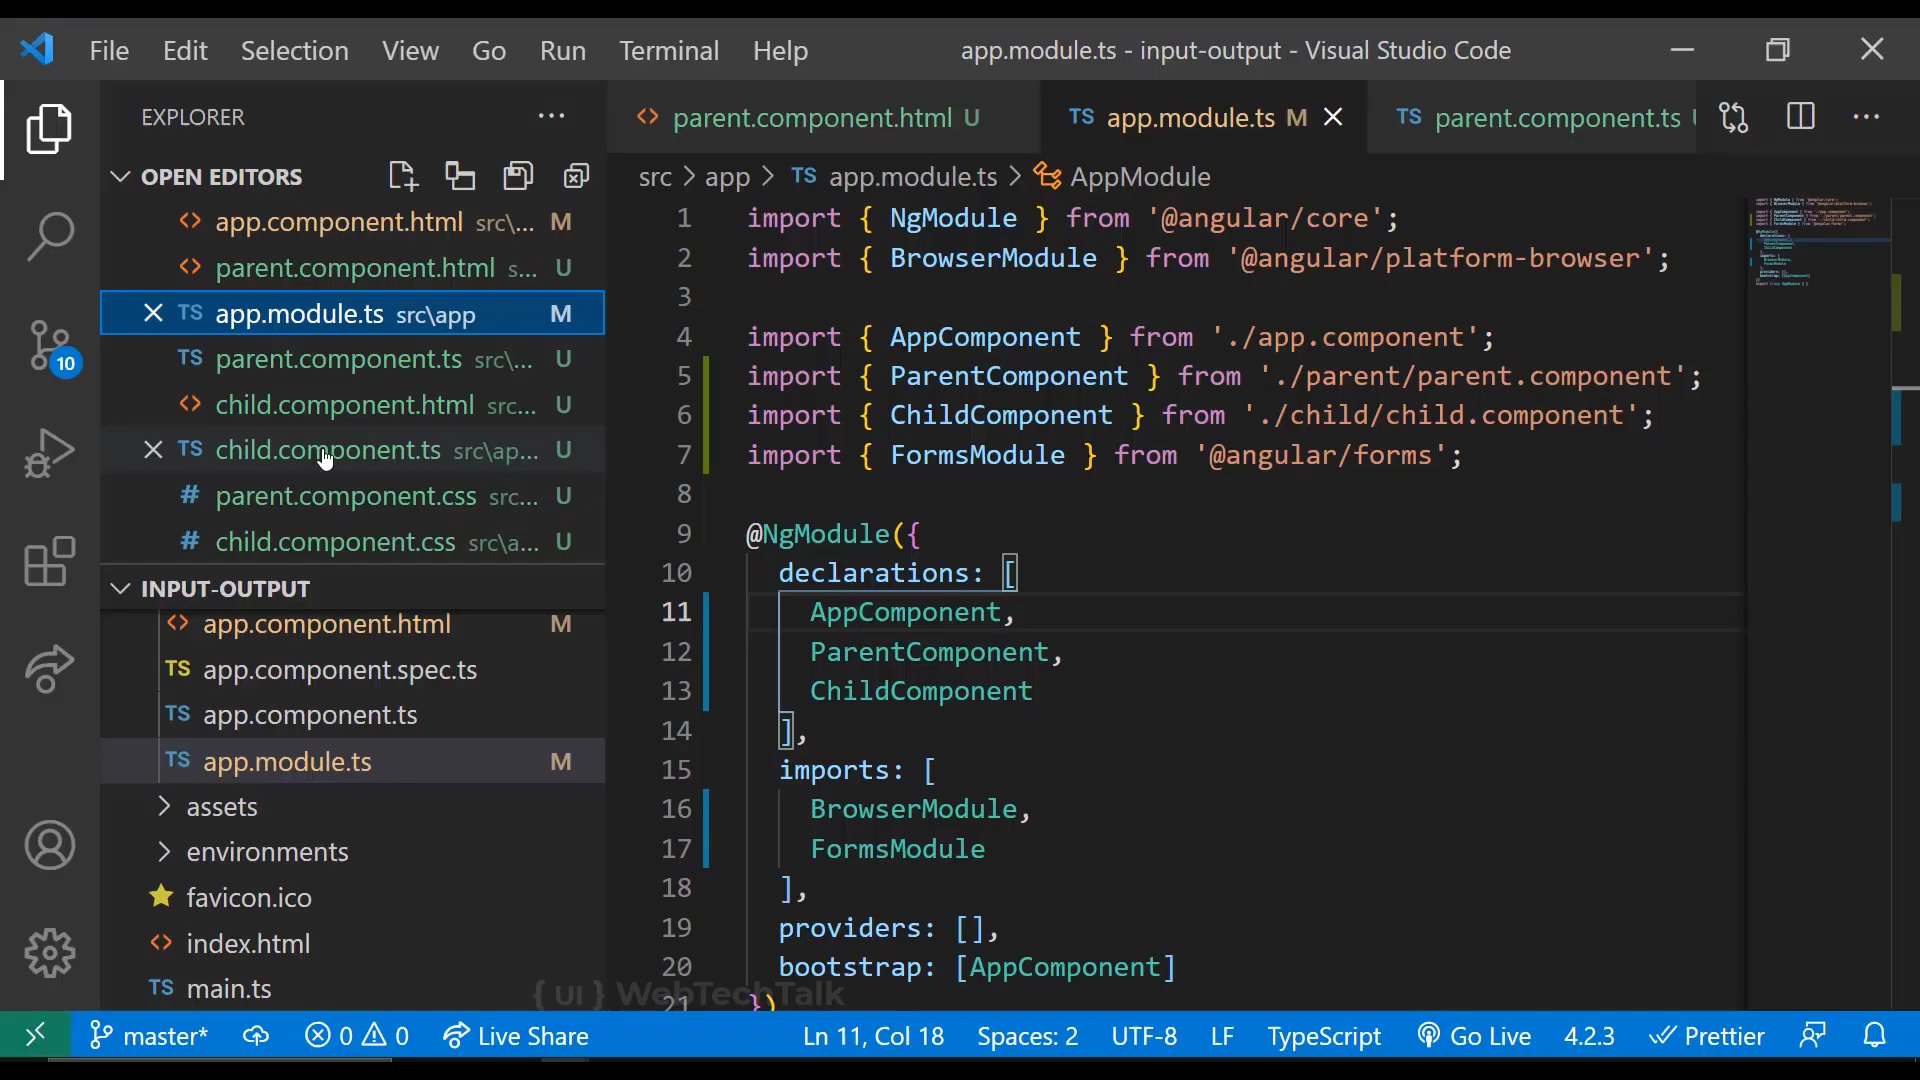 File Edit Selection View Go Run Terminal Help app.module.ts - input-output - Visual Studio Code
EXPLORER
OPEN EDITORS
<> app.component.html src\... M
<> parent.component.html s... U
TS app.module.ts src\app M
TS parent.component.ts src\... U
<> child.component.html src... U
TS child.component.ts src\ap... U
# parent.component.css src... U
# child.component.css src\a... U
INPUT-OUTPUT
<> app.component.html M
TS app.component.spec.ts
TS app.component.ts
TS app.module.ts M
assets
environments
favicon.ico
<> index.html
TS main.ts
10
<> parent.component.html U TS app.module.ts M TS parent.component.ts
src > app > TS app.module.ts > AppModule
1 import { NgModule } from '@angular/core';
2 import { BrowserModule } from '@angular/platform-browser';
3
4 import { AppComponent } from './app.component';
5 import { ParentComponent } from './parent/parent.component';
6 import { ChildComponent } from './child/child.component';
7 import { FormsModule } from '@angular/forms';
8
9 @NgModule({
10 declarations: [
11 AppComponent,
12 ParentComponent,
13 ChildComponent
14 ],
15 imports: [
16 BrowserModule,
17 FormsModule
18 ],
19 providers: [],
20 bootstrap: [AppComponent]
21 })
{ UI } WebTechTalk
master* 0 0 Live Share Ln 11, Col 18 Spaces: 2 UTF-8 LF TypeScript Go Live 4.2.3 Prettier